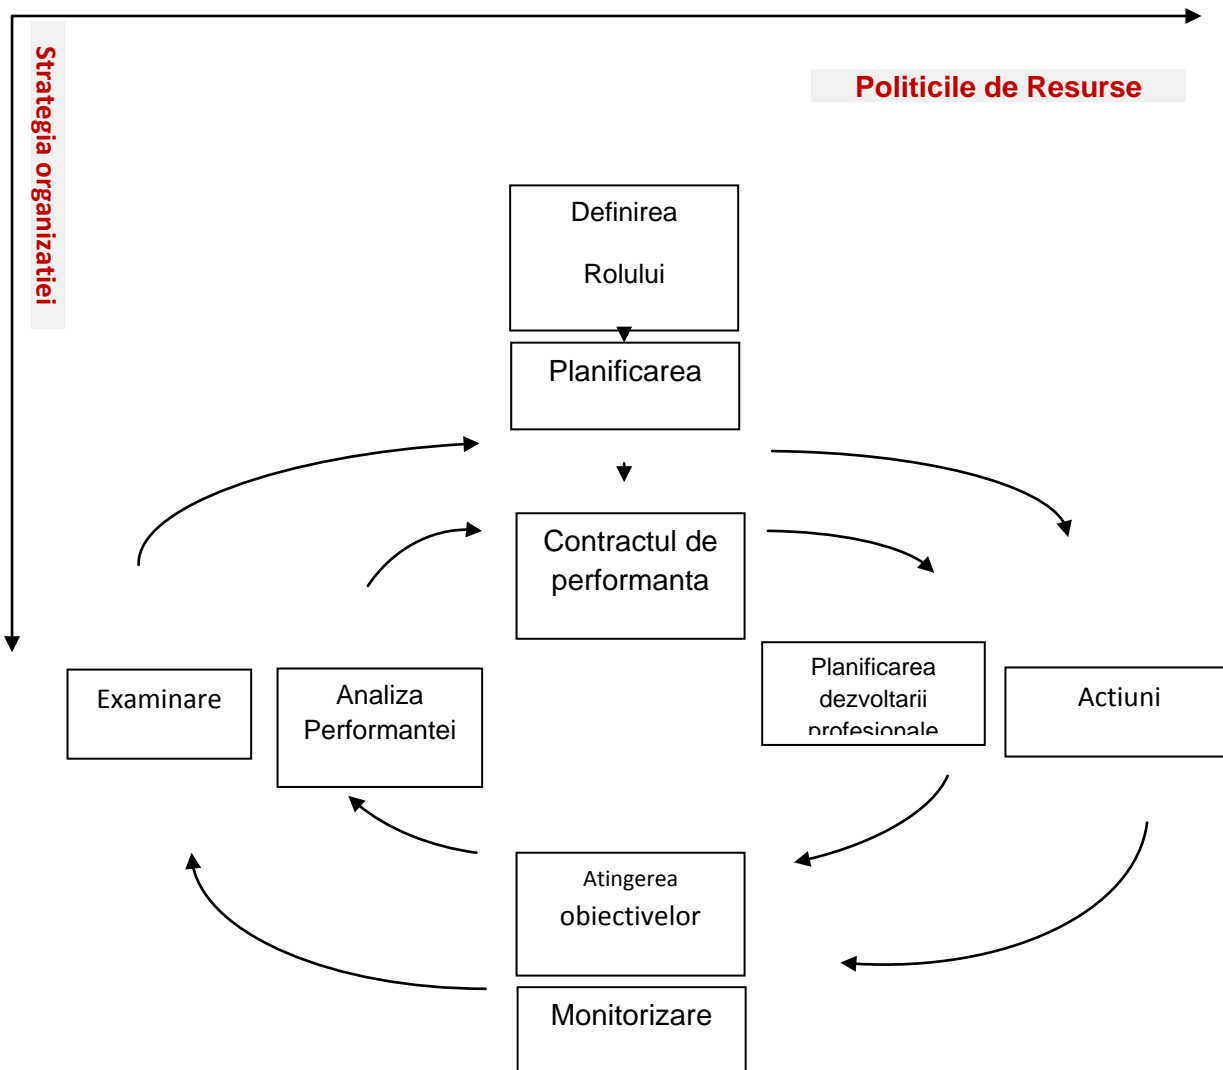 Strategia organizatiei
Politicile de Resurse
Definirea
Rolului
Planificarea
Contractul de
performanta
Examinare
Analiza
Performantei
Planificarea
dezvoltarii
profesionale
Actiuni
Atingerea
obiectivelor
Monitorizare